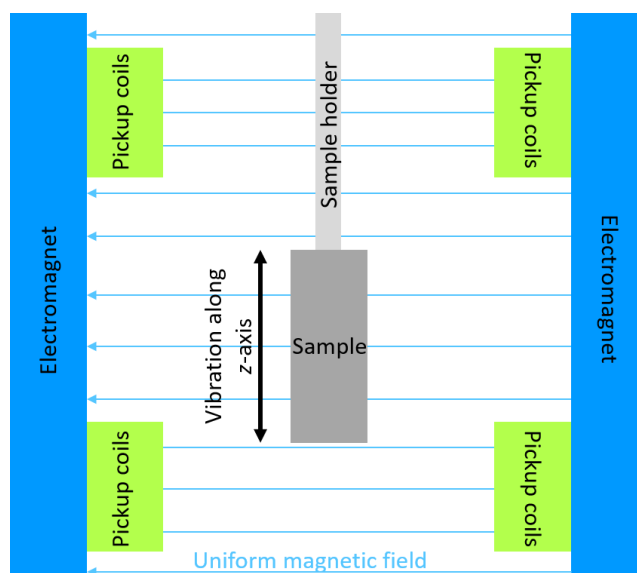 Pickup coils
Sample holder
Pickup coils
Electromagnet
Electromagnet
Vibration along
z-axis
Sample
Pickup coils
Pickup coils
Uniform magnetic field